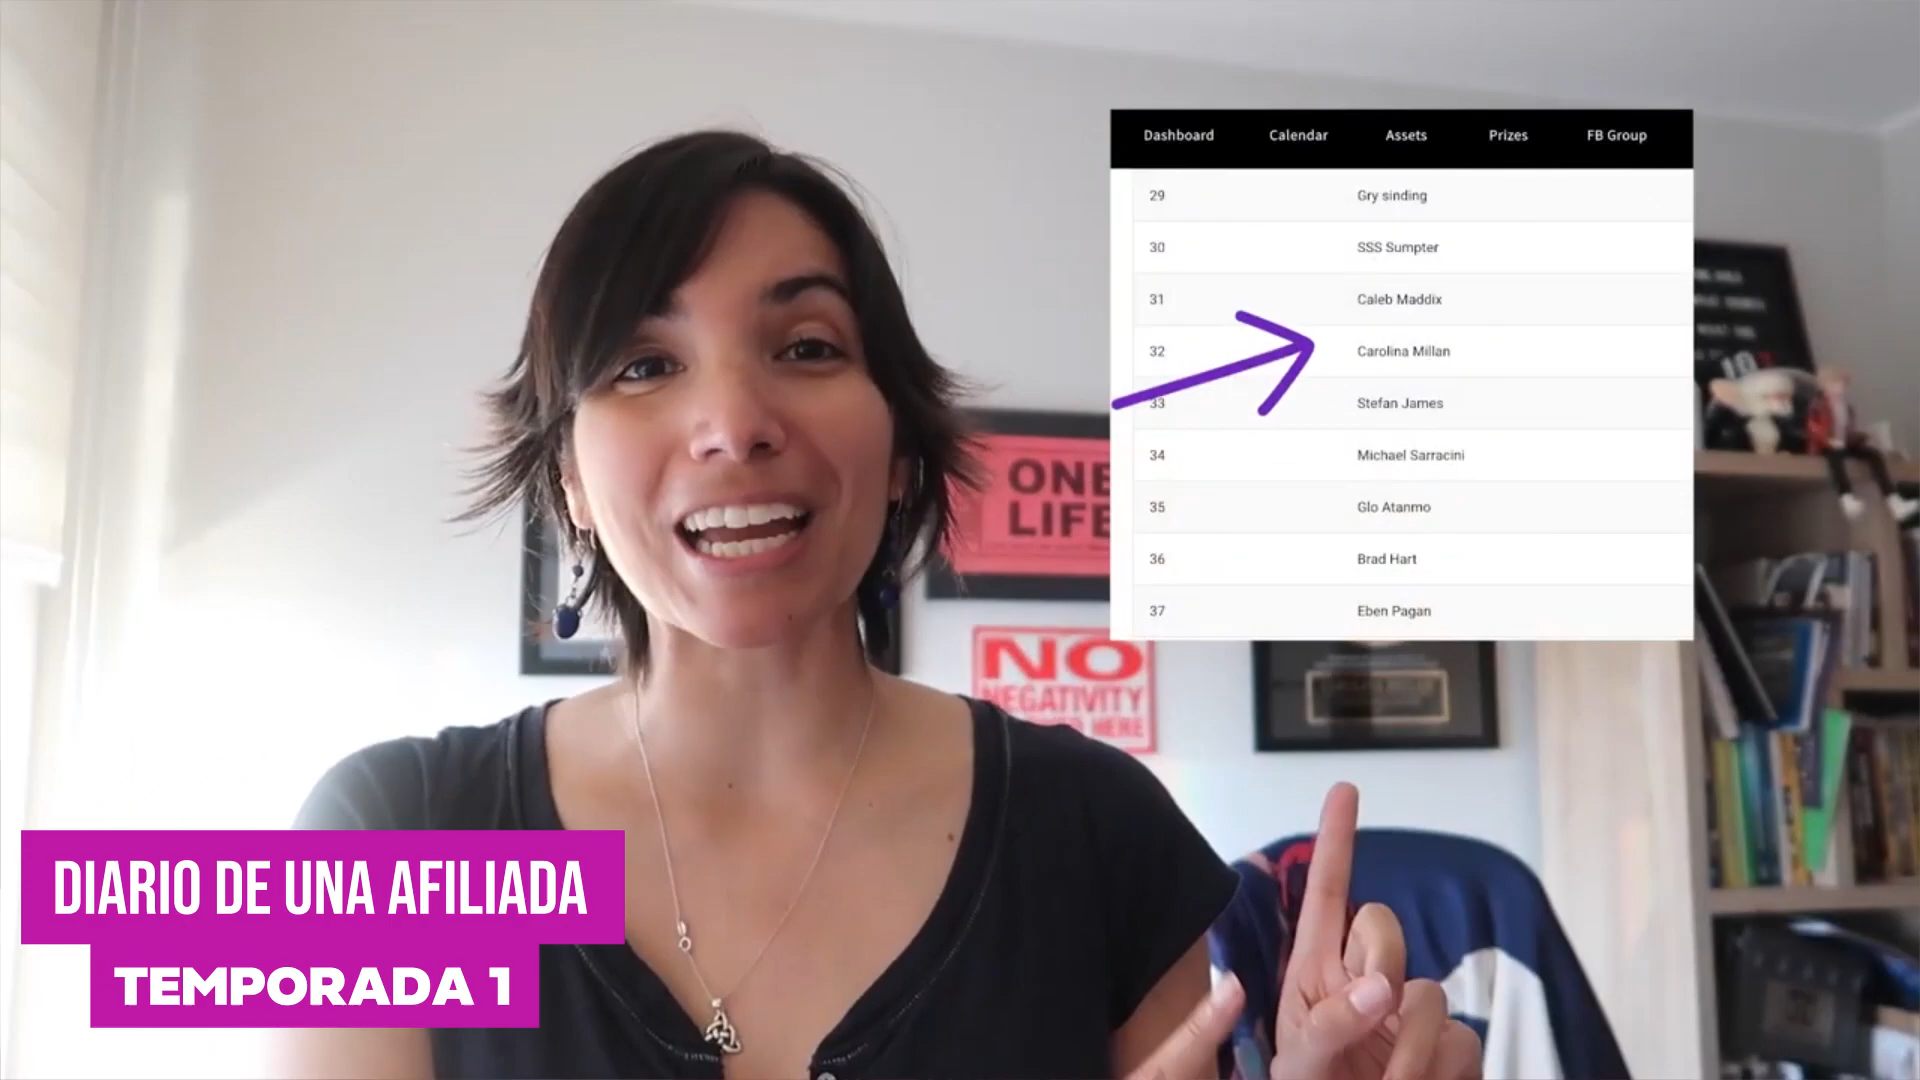 Dashboard Calendar Assets Prizes FB Group
29 Gry sinding
30 SSS Sumpter
31 Caleb Maddix
32 Carolina Millan
33 Stefan James
34 Michael Sarracini
35 Glo Atanmo
36 Brad Hart
37 Eben Pagan
ONE
LIFE
NO
NEGATIVITY
HERE
DIARIO DE UNA AFILIADA
TEMPORADA 1